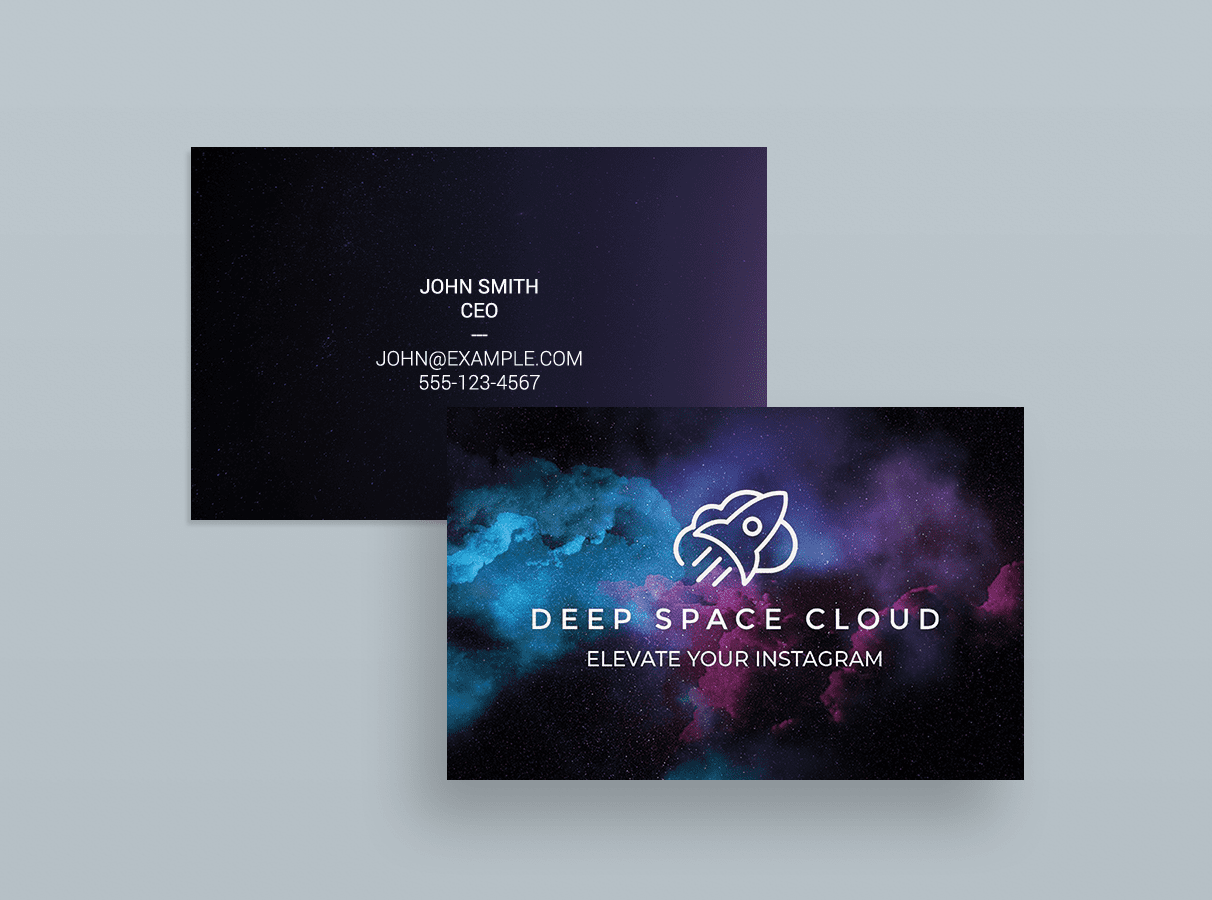 JOHN SMITH
CEO
—
JOHN@EXAMPLE.COM
555-123-4567
DEEP SPACE CLOUD
ELEVATE YOUR INSTAGRAM